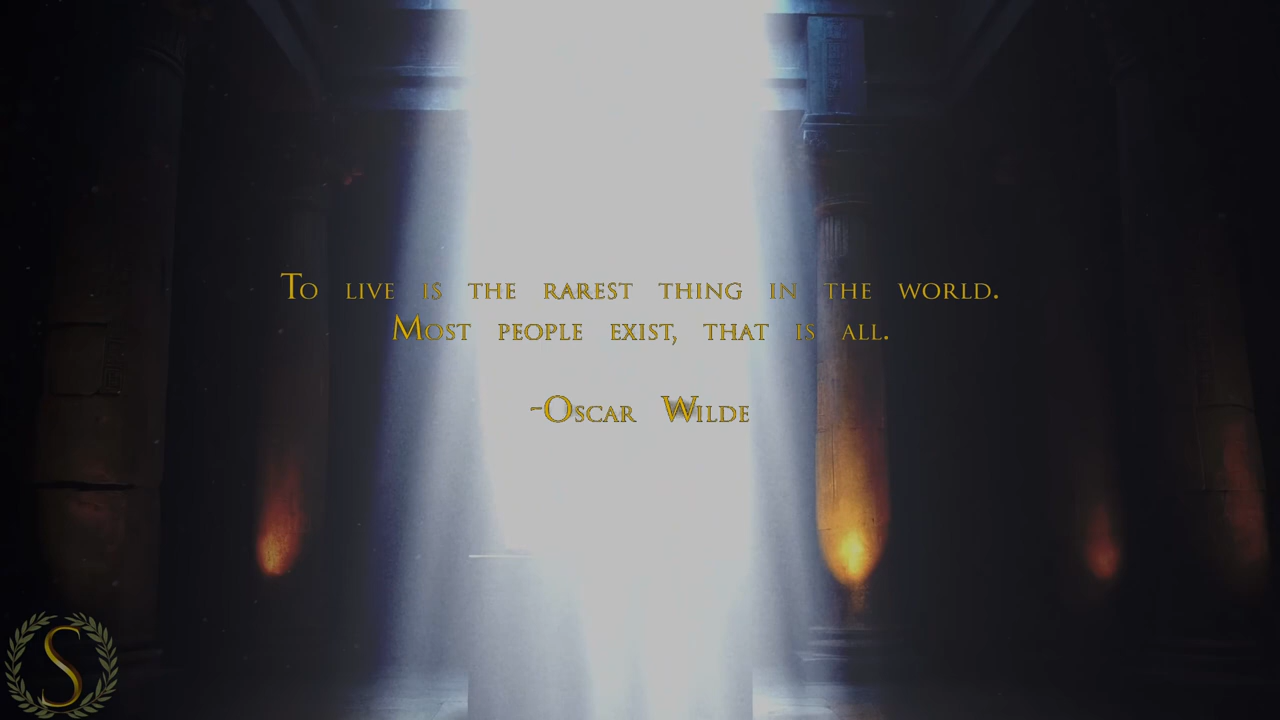 To live is the rarest thing in the world.
Most people exist, that is all.
-Oscar Wilde
S